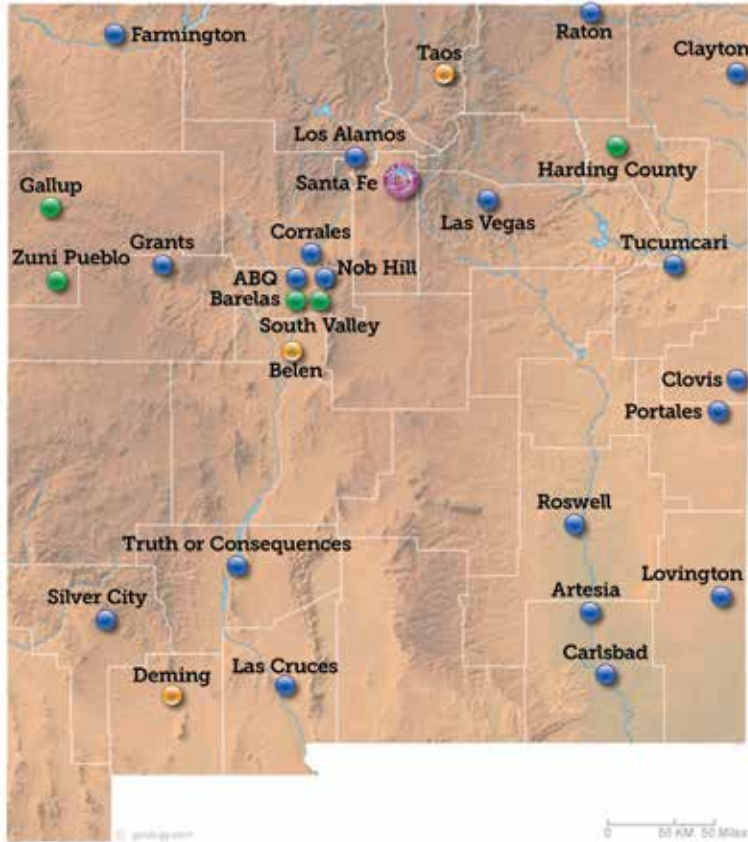 Farmington
Raton
Taos
Clayton
Los Alamos
Harding County
Santa Fe
Gallup
Las Vegas
Corrales
Grants
Tucumcari
Zuni Pueblo
ABQ
Nob Hill
Barelas
South Valley
Belen
Clovis
Portales
Roswell
Truth or Consequences
Lovington
Silver City
Artesia
Carlsbad
Las Cruces
Deming
0 50 KM 50 Miles